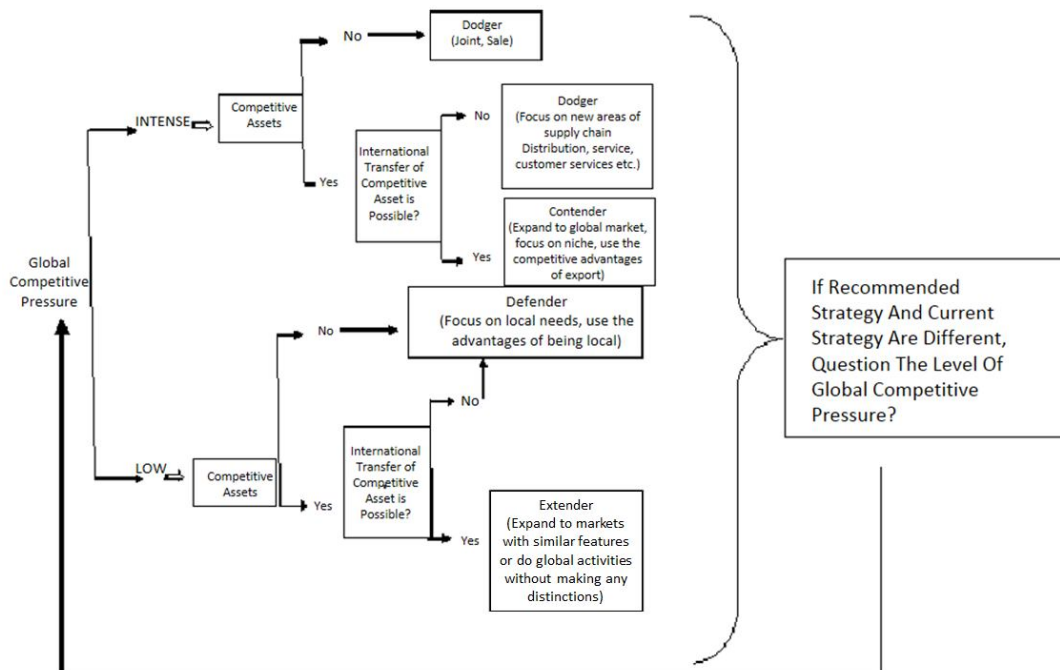 Global
Competitive
Pressure
INTENSE
Competitive
Assets
No
Dodger
(Joint, Sale)
Yes
International
Transfer of
Competitive
Asset is
Possible?
No
Dodger
(Focus on new areas of
supply chain
Distribution, service,
customer services etc.)
Yes
Contender
(Expand to global market,
focus on niche, use the
competitive advantages
of export)
LOW
Competitive
Assets
No
Defender
(Focus on local needs, use the
advantages of being local)
Yes
International
Transfer of
Competitive
Asset is
Possible?
No
Yes
Extender
(Expand to markets
with similar features
or do global activities
without making any
distinctions)
If Recommended
Strategy And Current
Strategy Are Different,
Question The Level Of
Global Competitive
Pressure?